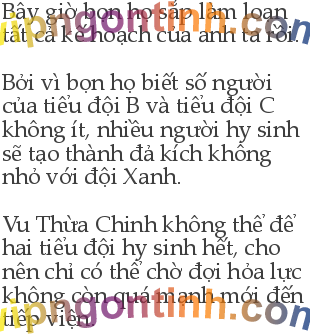 Bây giờ bọn họ sắp làm loạn
tất cả kế hoạch của anh ta rồi.
Bởi vì bọn họ biết số người
của tiểu đội B và tiểu đội C
không ít, nhiều người hy sinh
sẽ tạo thành đả kích không
nhỏ với đội Xanh.
Vu Thừa Chinh không thể để
hai tiểu đội hy sinh hết, cho
nên chỉ có thể chờ đợi hỏa lực
không còn quá mạnh mới đến
tiếp viện.